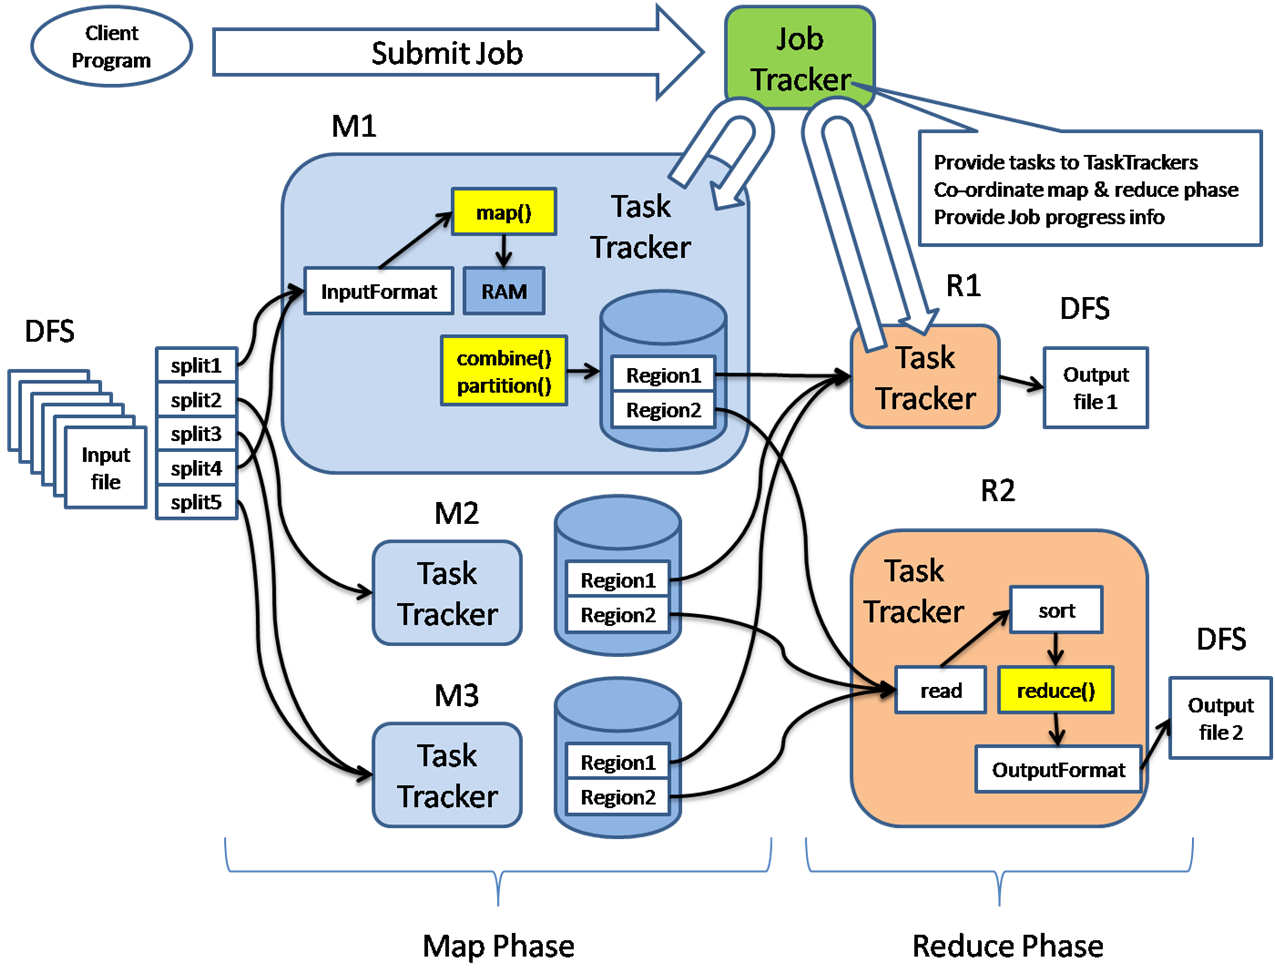 Client
Program
Submit Job
Job
Tracker
Provide tasks to TaskTrackers
Co-ordinate map & reduce phase
Provide Job progress info
M1
Task
Tracker
map()
InputFormat
RAM
combine()
partition()
Region1
Region2
DFS
Input
file
split1
split2
split3
split4
split5
M2
Task
Tracker
Region1
Region2
M3
Task
Tracker
Region1
Region2
R1
Task
Tracker
DFS
Output
file 1
R2
Task
Tracker
sort
read
reduce()
OutputFormat
DFS
Output
file 2
Map Phase
Reduce Phase